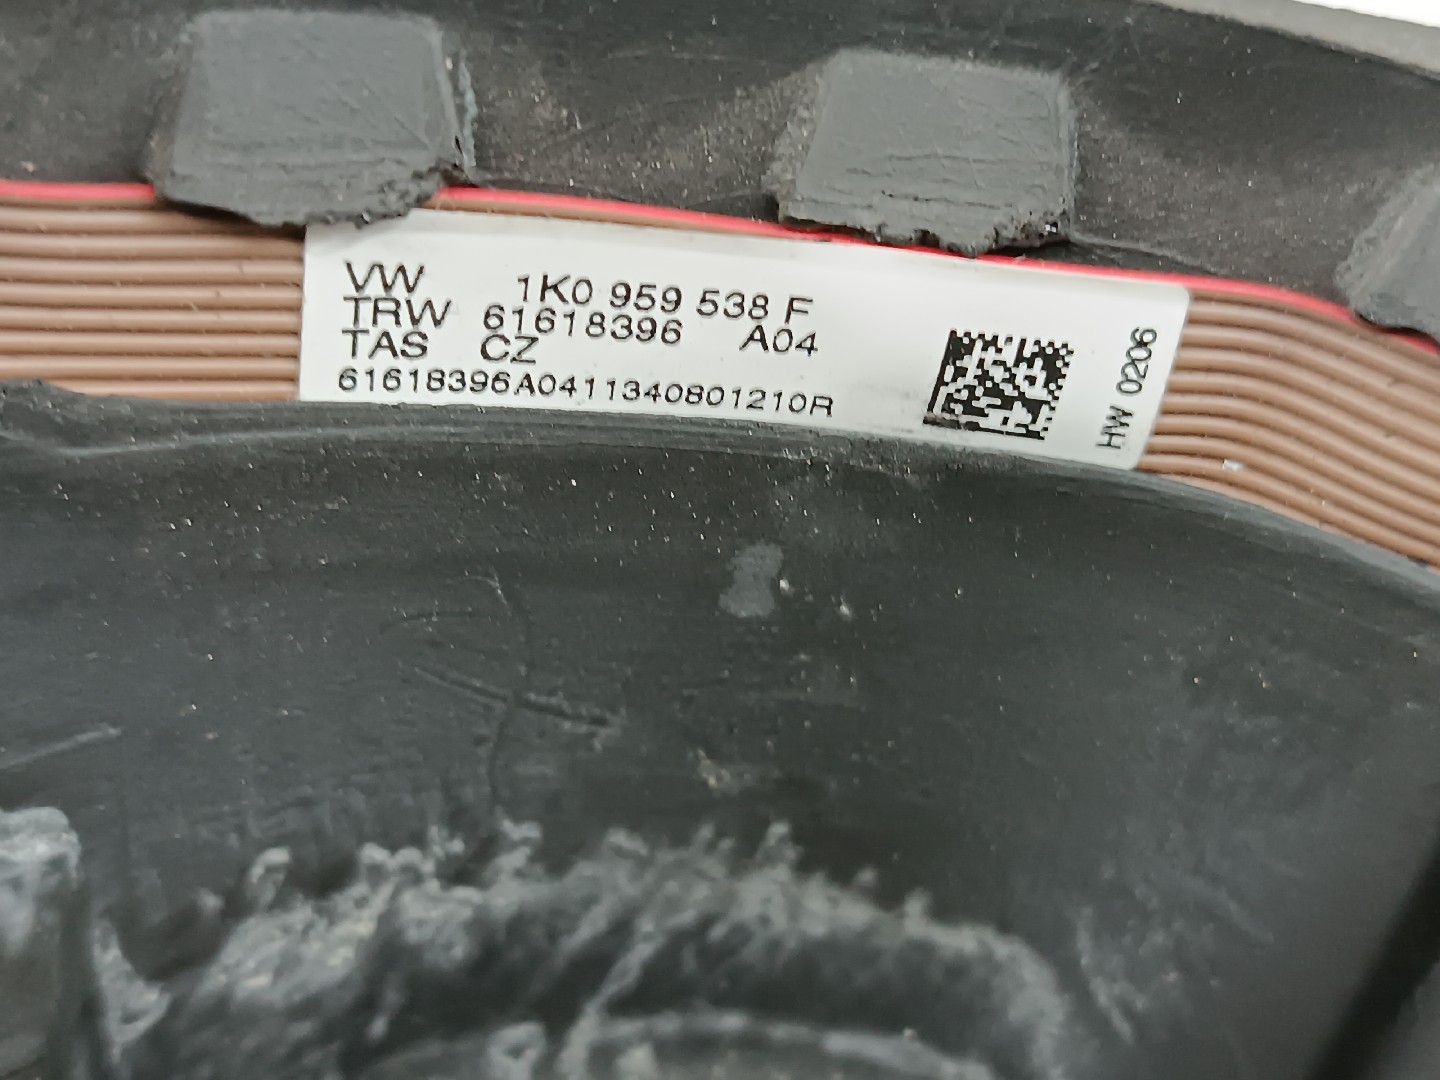 VW 1K0 959 538 F
TRW 61618396 A04
TAS CZ
61618396A0411340801210R
HW 0206